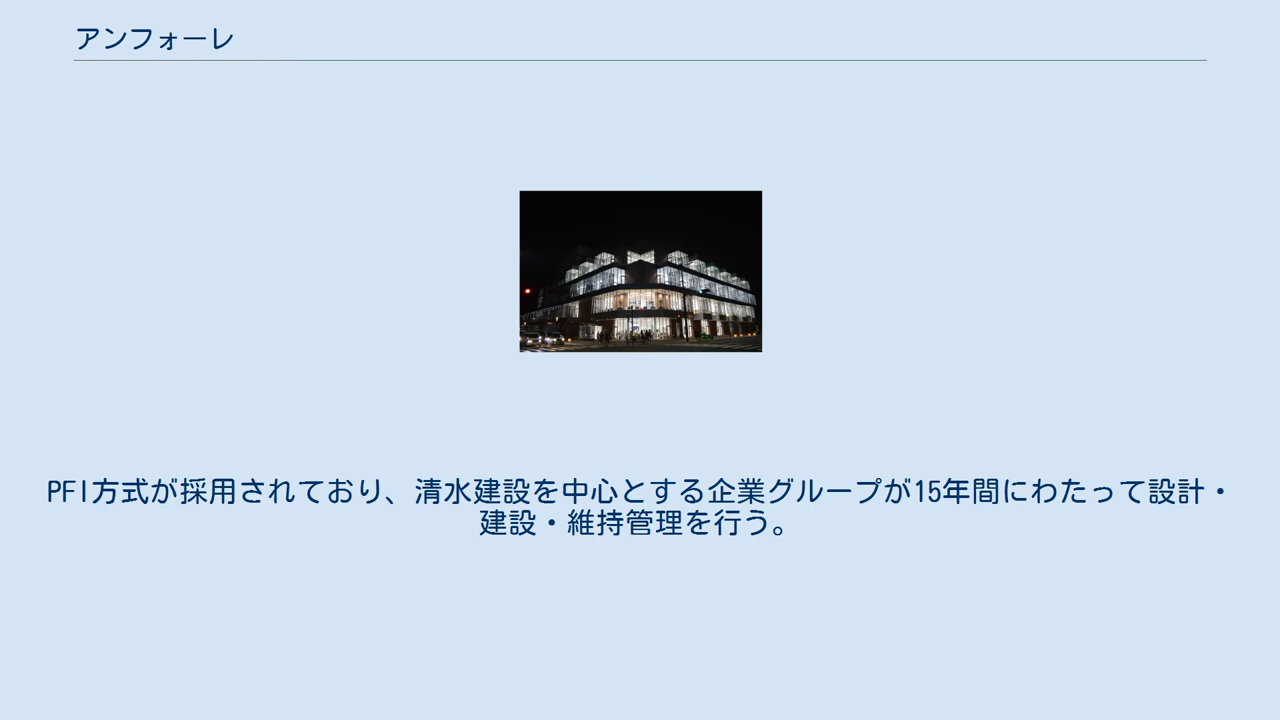 アンフォーレ
PFI方式が採用されており、清水建設を中心とする企業グループが15年間にわたって設計・
建設・維持管理を行う。